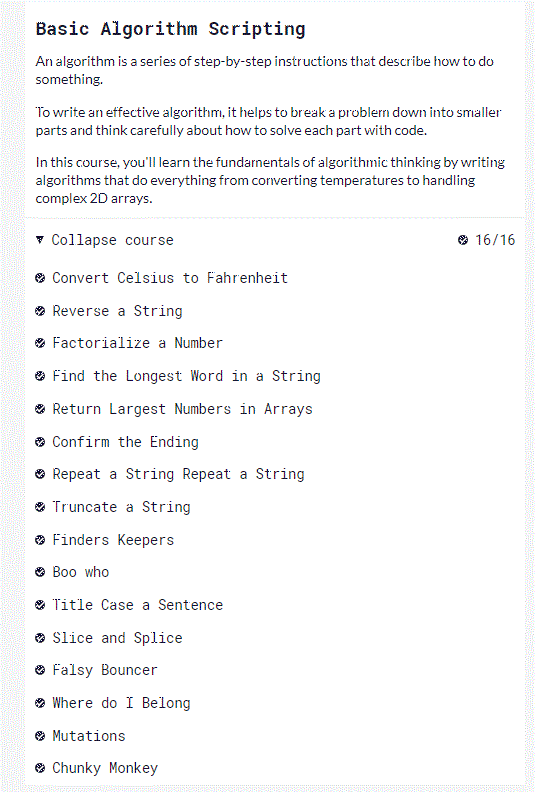 Basic Algorithm Scripting
An algorithm is a series of step-by-step instructions that describe how to do
something.
To write an effective algorithm, it helps to break a problem down into smaller
parts and think carefully about how to solve each part with code.
In this course, you'll learn the fundamentals of algorithmic thinking by writing
algorithms that do everything from converting temperatures to handling
complex 2D arrays.
Collapse course 16/16
Convert Celsius to Fahrenheit
Reverse a String
Factorialize a Number
Find the Longest Word in a String
Return Largest Numbers in Arrays
Confirm the Ending
Repeat a String Repeat a String
Truncate a String
Finders Keepers
Boo who
Title Case a Sentence
Slice and Splice
Falsy Bouncer
Where do I Belong
Mutations
Chunky Monkey